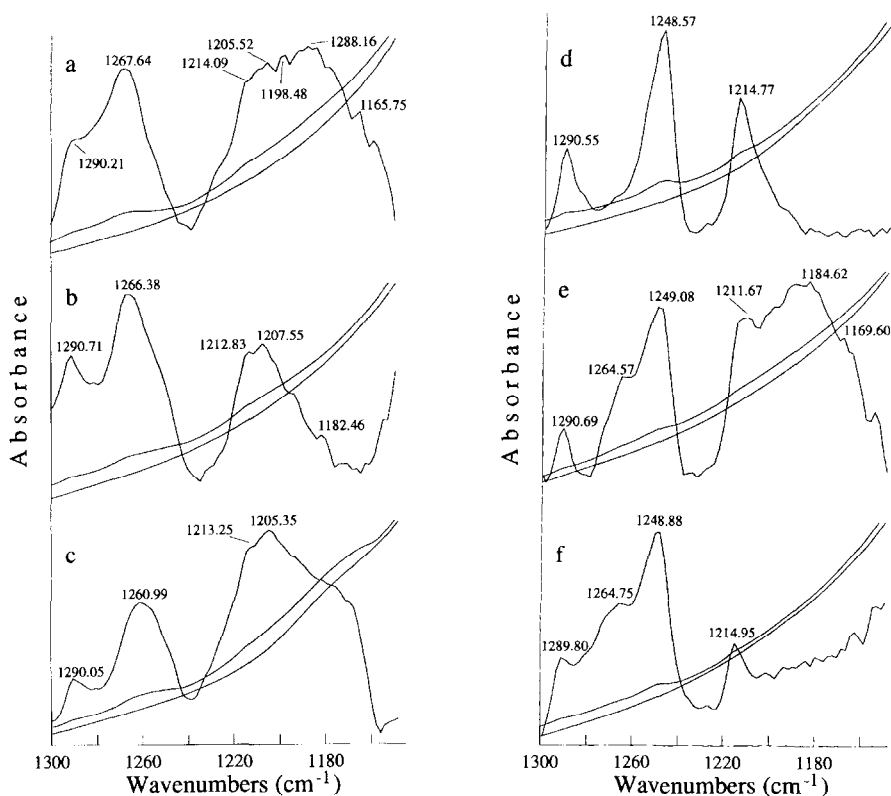 a
1267.64
1290.21
1205.52
1214.09
1198.48
1288.16
1165.75
b
1290.71
1266.38
1212.83
1207.55
1182.46
c
1290.05
1260.99
1213.25
1205.35
Absorbance
1300 1260 1220 1180
Wavenumbers (cm⁻¹)
d
1290.55
1248.57
1214.77
e
1290.69
1264.57
1249.08
1211.67
1184.62
1169.60
f
1289.80
1264.75
1248.88
1214.95
Absorbance
1300 1260 1220 1180
Wavenumbers (cm⁻¹)